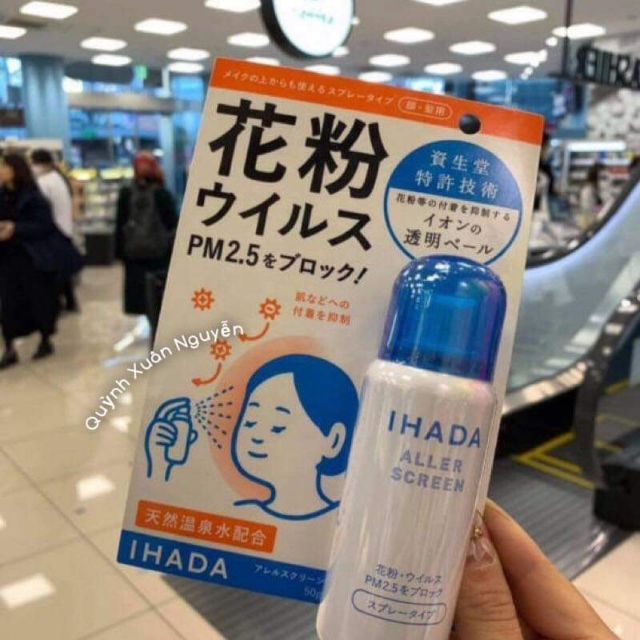 メイクの上からも使えるスプレータイプ 顔・髪用
花粉
ウイルス
PM2.5をブロック!
資生堂
特許技術
花粉等の付着を抑制する
イオンの
透明ベール
肌などへの
付着を抑制
Quỳnh Xuân Nguyễn
天然温泉水配合
IHADA
アレルスクリーン
50g
IHADA
ALLER
SCREEN
花粉・ウイルス
PM2.5をブロック
スプレータイプ